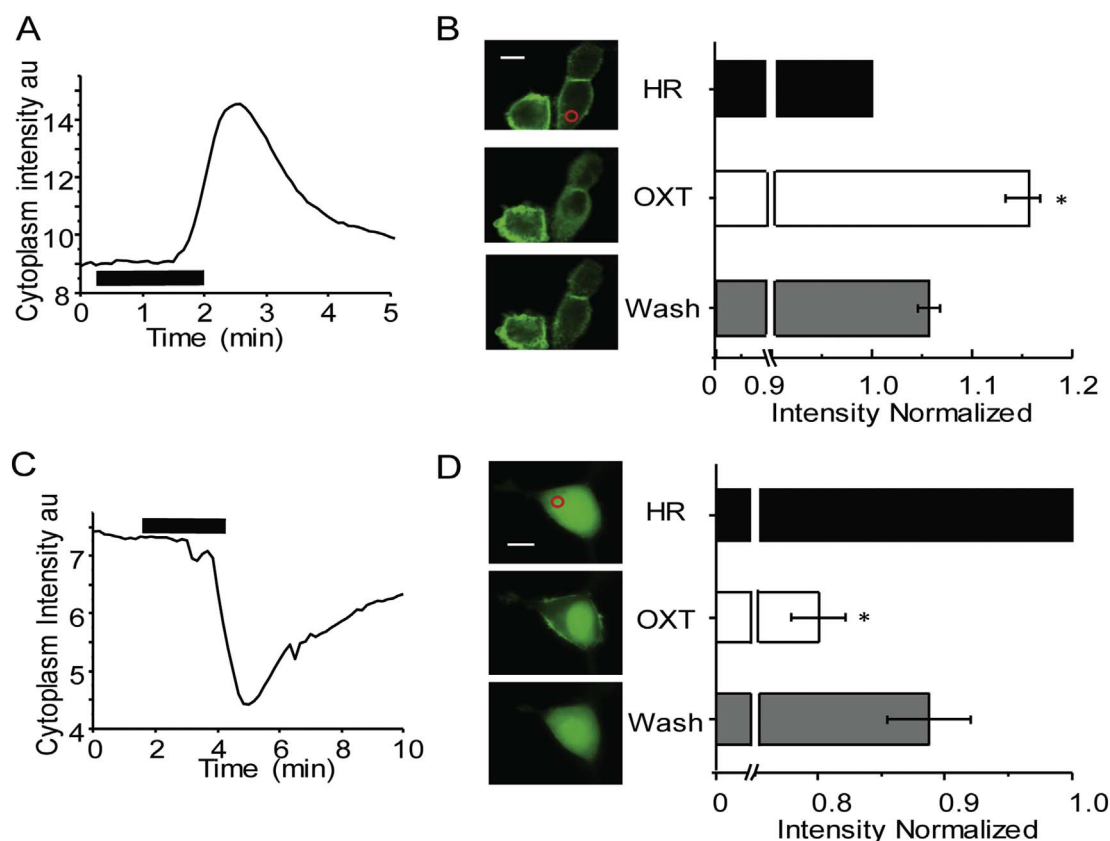 A
Cytoplasm intensity au
14
12
10
8
0 1 2 3 4 5
Time (min)
B
HR
OXT
*
Wash
0 0.9 1.0 1.1 1.2
Intensity Normalized
C
Cytoplasm Intensity au
7
6
5
4
0 2 4 6 8 10
Time (min)
D
HR
OXT
*
Wash
0 0.8 0.9 1.0
Intensity Normalized